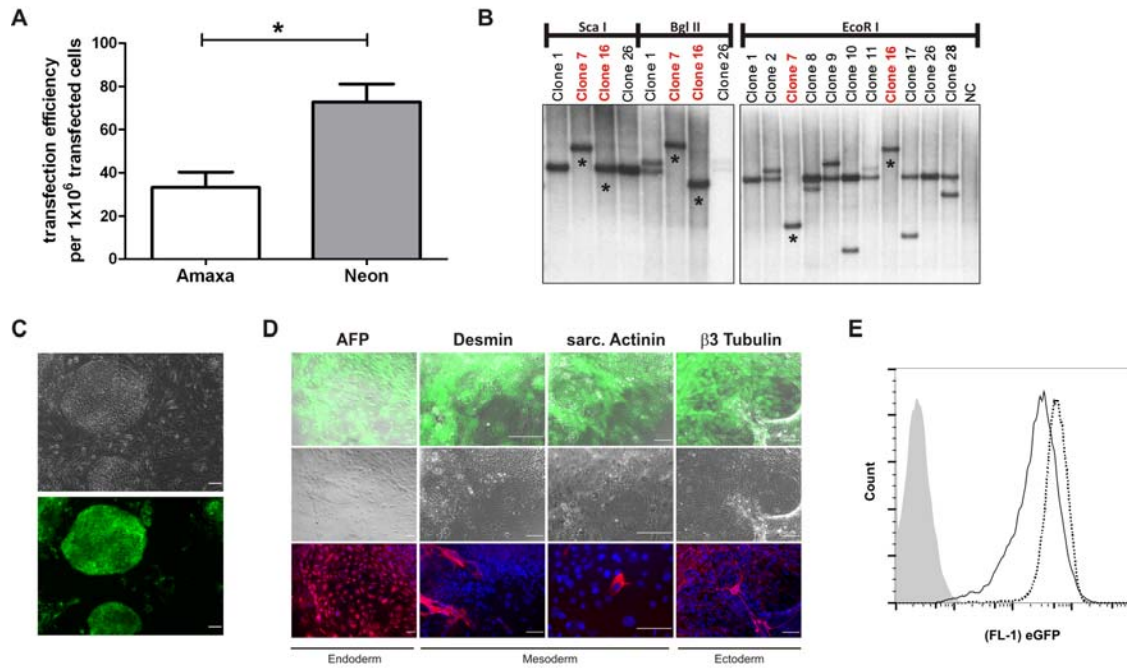 A
transfection efficiency
per 1x10⁶ transfected cells
100
80
60
40
20
0
*
Amaxa
Neon
B
Sca I
Bgl II
EcoR I
Clone 1
Clone 7
Clone 16
Clone 26
Clone 1
Clone 7
Clone 16
Clone 26
Clone 1
Clone 2
Clone 7
Clone 8
Clone 9
Clone 10
Clone 11
Clone 16
Clone 17
Clone 26
Clone 28
NC
*
*
*
*
*
*
C
D
AFP
Desmin
sarc. Actinin
β3 Tubulin
Endoderm
Mesoderm
Ectoderm
E
Count
(FL-1) eGFP